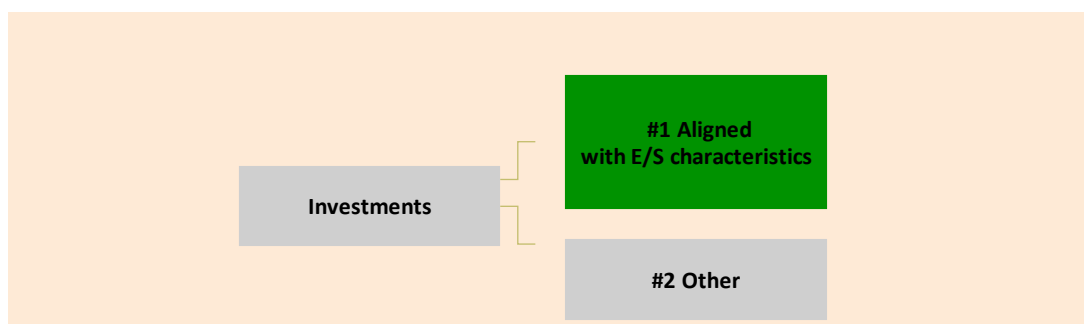 #1 Aligned
with E/S characteristics
Investments
#2 Other